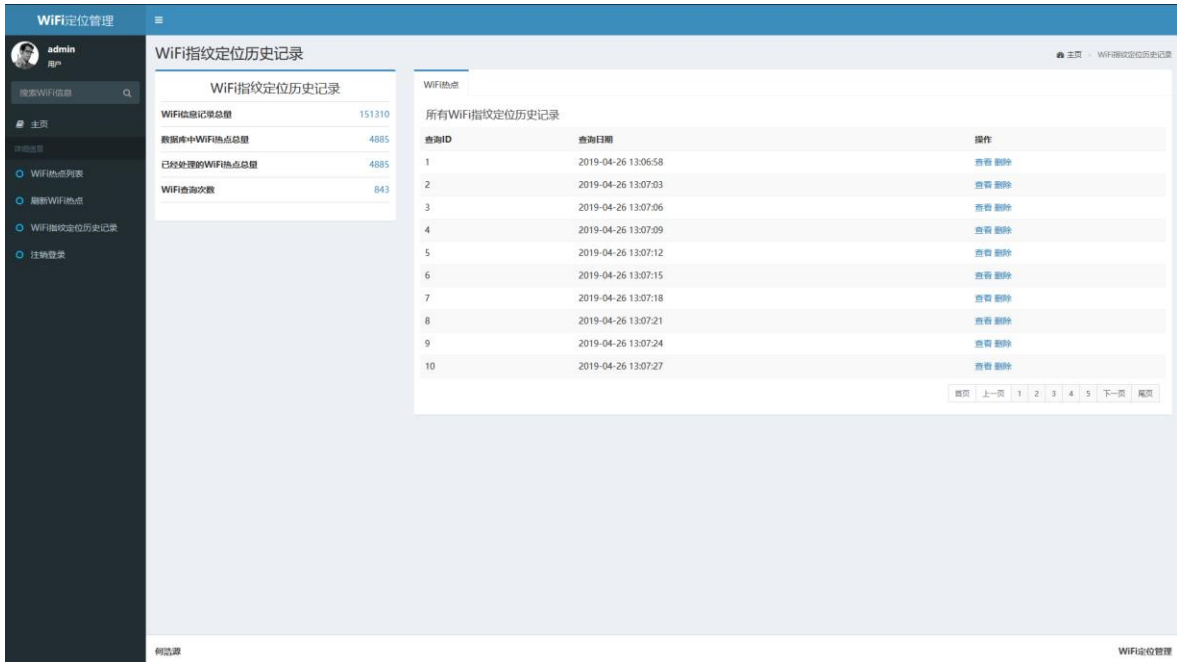 WiFi定位管理
admin
用户
搜索WiFi信息
主页
详细信息
WiFi热点列表
刷新WiFi热点
WiFi指纹定位历史记录
注销登录
WiFi指纹定位历史记录
主页 > WiFi指纹定位历史记录
WiFi指纹定位历史记录
WiFi信息记录总量 151310
数据库中WiFi热点总量 4885
已经处理的WiFi热点总量 4885
WiFi查询次数 843
WiFi热点
所有WiFi指纹定位历史记录
查询ID 查询日期 操作
1 2019-04-26 13:06:58 查看 删除
2 2019-04-26 13:07:03 查看 删除
3 2019-04-26 13:07:06 查看 删除
4 2019-04-26 13:07:09 查看 删除
5 2019-04-26 13:07:12 查看 删除
6 2019-04-26 13:07:15 查看 删除
7 2019-04-26 13:07:18 查看 删除
8 2019-04-26 13:07:21 查看 删除
9 2019-04-26 13:07:24 查看 删除
10 2019-04-26 13:07:27 查看 删除
首页 上一页 1 2 3 4 5 下一页 尾页
何浩源 WiFi定位管理